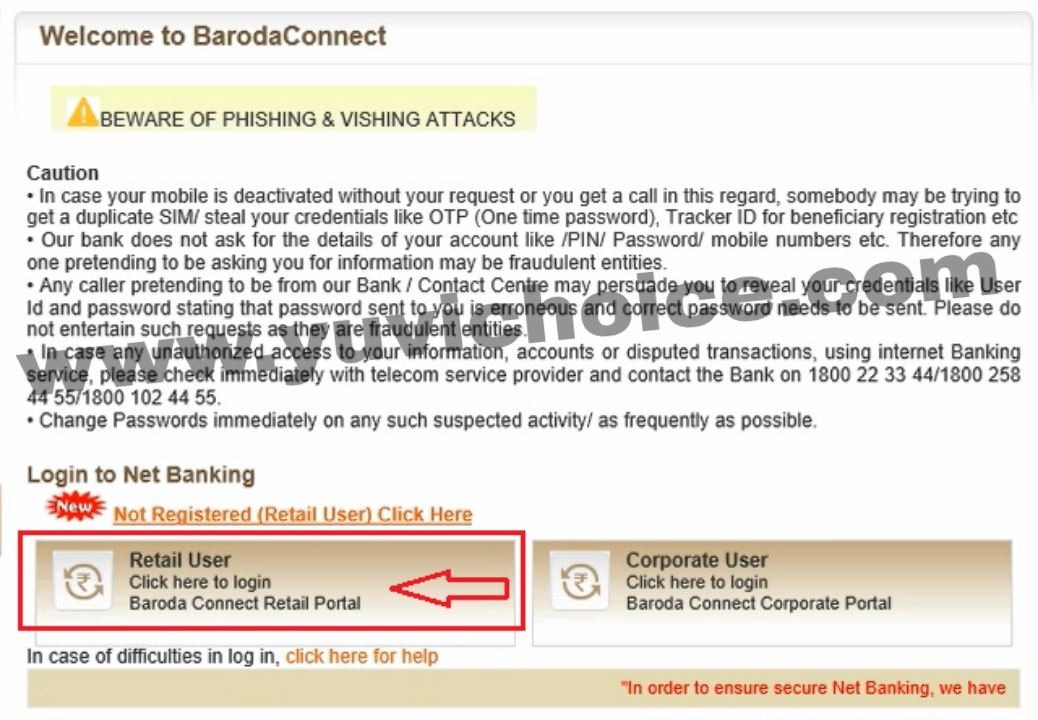 Welcome to BarodaConnect
BEWARE OF PHISHING & VISHING ATTACKS
Caution
• In case your mobile is deactivated without your request or you get a call in this regard, somebody may be trying to
get a duplicate SIM/ steal your credentials like OTP (One time password), Tracker ID for beneficiary registration etc
• Our bank does not ask for the details of your account like /PIN/ Password/ mobile numbers etc. Therefore any
one pretending to be asking you for information may be fraudulent entities.
• Any caller pretending to be from our Bank / Contact Centre may persuade you to reveal your credentials like User
Id and password stating that password sent to you is erroneous and correct password needs to be sent. Please do
not entertain such requests as they are fraudulent entities.
• In case any unauthorized access to your information, accounts or disputed transactions, using internet Banking
service, please check immediately with telecom service provider and contact the Bank on 1800 22 33 44/1800 258
44 55/1800 102 44 55.
• Change Passwords immediately on any such suspected activity/ as frequently as possible.
www.yuvichoice.com
Login to Net Banking
New
Not Registered (Retail User) Click Here
Retail User
Click here to login
Baroda Connect Retail Portal
Corporate User
Click here to login
Baroda Connect Corporate Portal
In case of difficulties in log in, click here for help
"In order to ensure secure Net Banking, we have